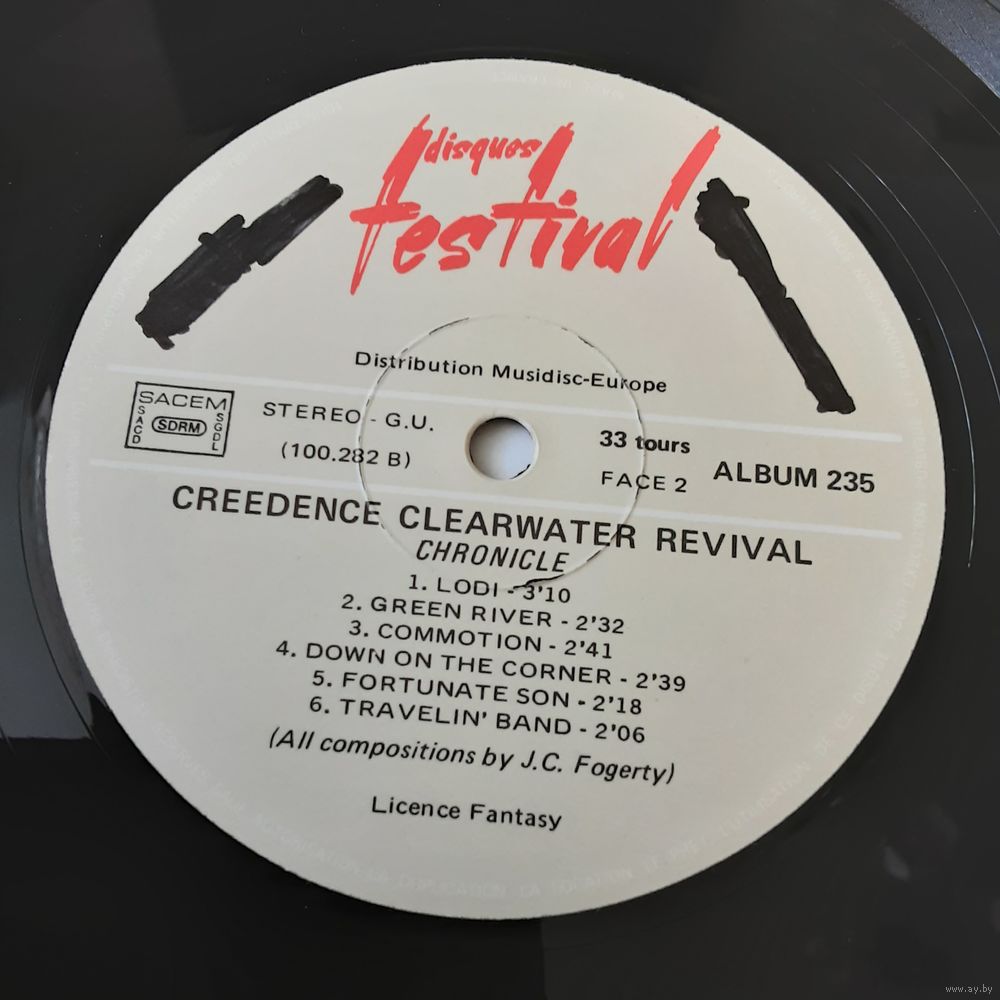 disques
festival
Distribution Musidisc-Europe
SACEM
SACD
SDRM
SGDL
STEREO - G.U.
(100.282 B)
33 tours
FACE 2
ALBUM 235
CREEDENCE CLEARWATER REVIVAL
CHRONICLE
1. LODI - 3'10
2. GREEN RIVER - 2'32
3. COMMOTION - 2'41
4. DOWN ON THE CORNER - 2'39
5. FORTUNATE SON - 2'18
6. TRAVELIN' BAND - 2'06
(All compositions by J.C. Fogerty)
Licence Fantasy
www.ay.by